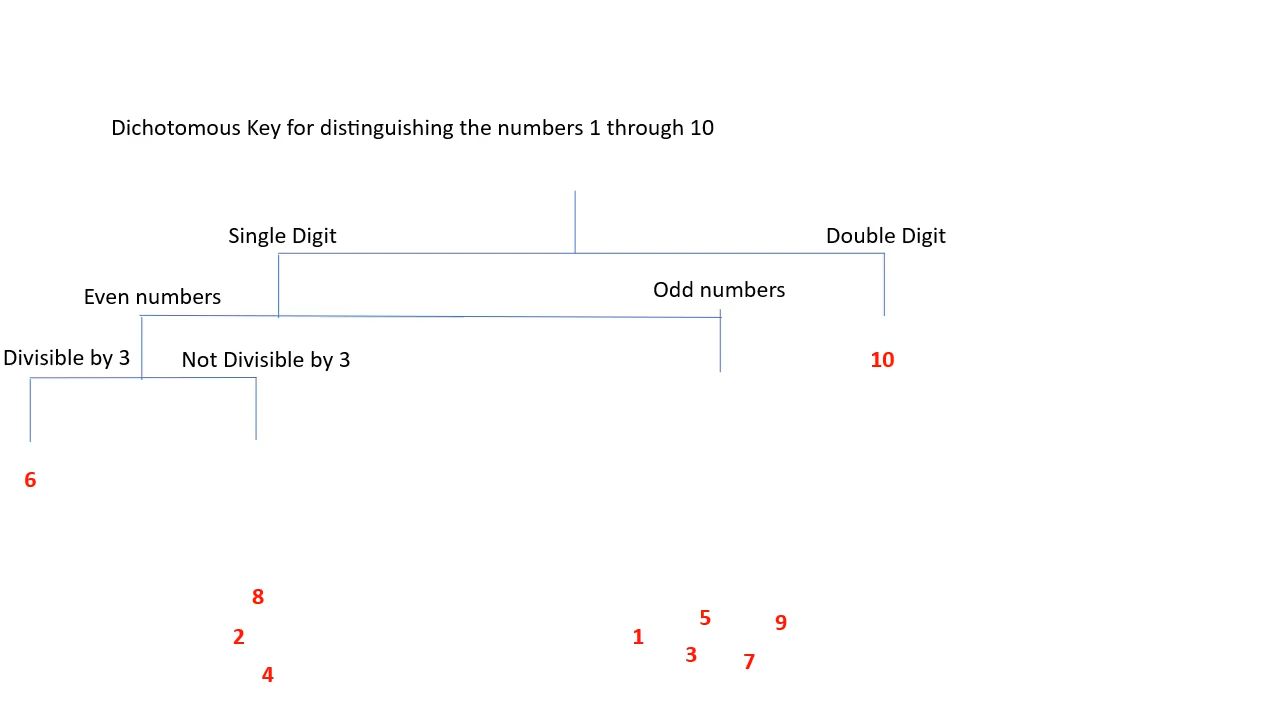 Dichotomous Key for distinguishing the numbers 1 through 10
Single Digit
Double Digit
Even numbers
Odd numbers
Divisible by 3
Not Divisible by 3
10
6
8
2
4
1
5
9
3
7